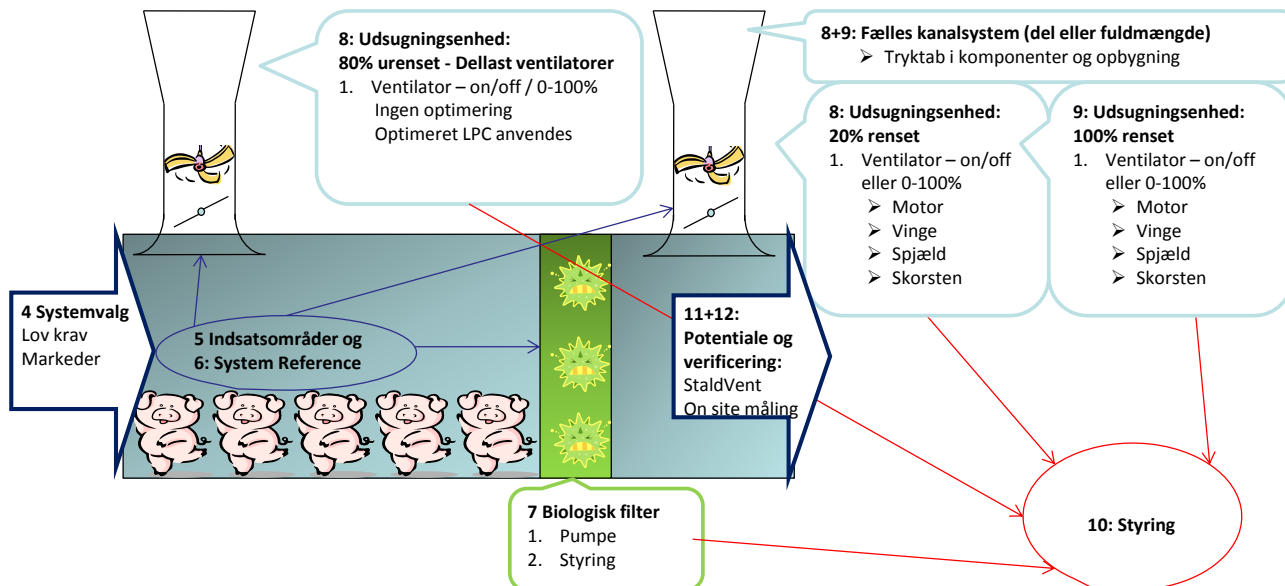 8: Udsugningsenhed:
80% urenset - Dellast ventilatorer
1. Ventilator – on/off / 0-100%
Ingen optimering
Optimeret LPC anvendes
8+9: Fælles kanalsystem (del eller fuldmængde)
➢ Tryktab i komponenter og opbygning
8: Udsugningsenhed:
20% renset
1. Ventilator – on/off
eller 0-100%
➢ Motor
➢ Vinge
➢ Spjæld
➢ Skorsten
9: Udsugningsenhed:
100% renset
1. Ventilator – on/off
eller 0-100%
➢ Motor
➢ Vinge
➢ Spjæld
➢ Skorsten
4 Systemvalg
Lov krav
Markeder
5 Indsatsområder og
6: System Reference
11+12:
Potentiale og
verificering:
StaldVent
On site måling
7 Biologisk filter
1. Pumpe
2. Styring
10: Styring